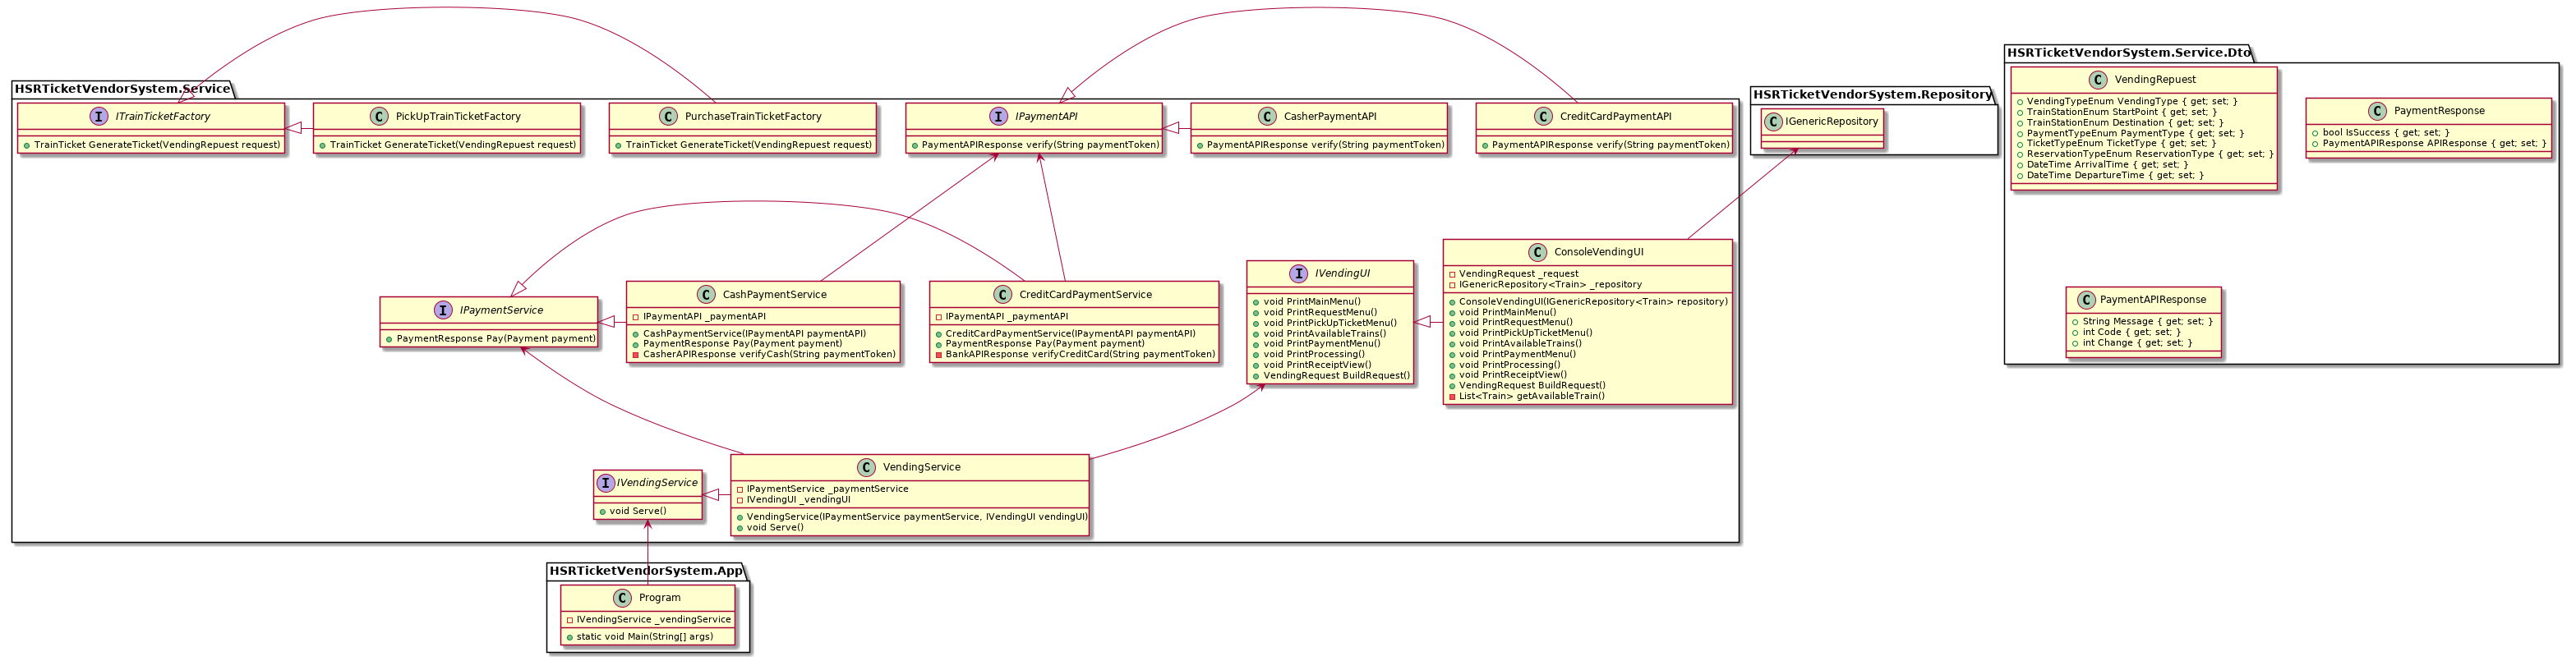 HSRTicketVendorSystem.Service
I ITrainTicketFactory
TrainTicket GenerateTicket(VendingRepuest request)
C PickUpTrainTicketFactory
TrainTicket GenerateTicket(VendingRepuest request)
C PurchaseTrainTicketFactory
TrainTicket GenerateTicket(VendingRepuest request)
I IPaymentAPI
PaymentAPIResponse verify(String paymentToken)
C CasherPaymentAPI
PaymentAPIResponse verify(String paymentToken)
C CreditCardPaymentAPI
PaymentAPIResponse verify(String paymentToken)
I IPaymentService
PaymentResponse Pay(Payment payment)
C CashPaymentService
IPaymentAPI _paymentAPI
CashPaymentService(IPaymentAPI paymentAPI)
PaymentResponse Pay(Payment payment)
CasherAPIResponse verifyCash(String paymentToken)
C CreditCardPaymentService
IPaymentAPI _paymentAPI
CreditCardPaymentService(IPaymentAPI paymentAPI)
PaymentResponse Pay(Payment payment)
BankAPIResponse verifyCreditCard(String paymentToken)
I IVendingUI
void PrintMainMenu()
void PrintRequestMenu()
void PrintPickUpTicketMenu()
void PrintAvailableTrains()
void PrintPaymentMenu()
void PrintProcessing()
void PrintReceiptView()
VendingRequest BuildRequest()
C ConsoleVendingUI
VendingRequest _request
IGenericRepository<Train> _repository
ConsoleVendingUI(IGenericRepository<Train> repository)
void PrintMainMenu()
void PrintRequestMenu()
void PrintPickUpTicketMenu()
void PrintAvailableTrains()
void PrintPaymentMenu()
void PrintProcessing()
void PrintReceiptView()
VendingRequest BuildRequest()
List<Train> getAvailableTrain()
I IVendingService
void Serve()
C VendingService
IPaymentService _paymentService
IVendingUI _vendingUI
VendingService(IPaymentService paymentService, IVendingUI vendingUI)
void Serve()
HSRTicketVendorSystem.App
C Program
IVendingService _vendingService
static void Main(String[] args)
HSRTicketVendorSystem.Repository
C IGenericRepository
HSRTicketVendorSystem.Service.Dto
C VendingRepuest
VendingTypeEnum VendingType { get; set; }
TrainStationEnum StartPoint { get; set; }
TrainStationEnum Destination { get; set; }
PaymentTypeEnum PaymentType { get; set; }
TicketTypeEnum TicketType { get; set; }
ReservationTypeEnum ReservationType { get; set; }
DateTime ArrivalTime { get; set; }
DateTime DepartureTime { get; set; }
C PaymentResponse
bool IsSuccess { get; set; }
PaymentAPIResponse APIResponse { get; set; }
C PaymentAPIResponse
String Message { get; set; }
int Code { get; set; }
int Change { get; set; }